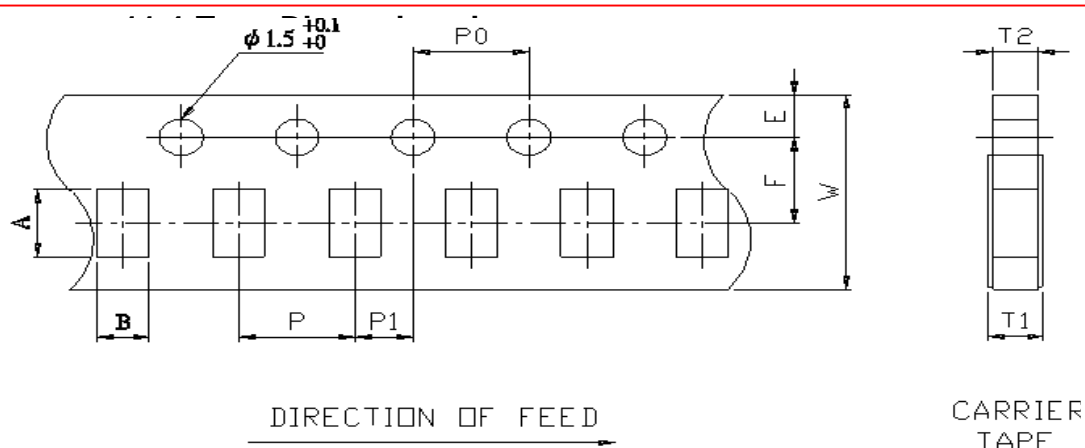 φ1.5 +0.1
+0
P0
T2
E
F
W
A
B
P
P1
T1
DIRECTION OF FEED
CARRIER
TAPE